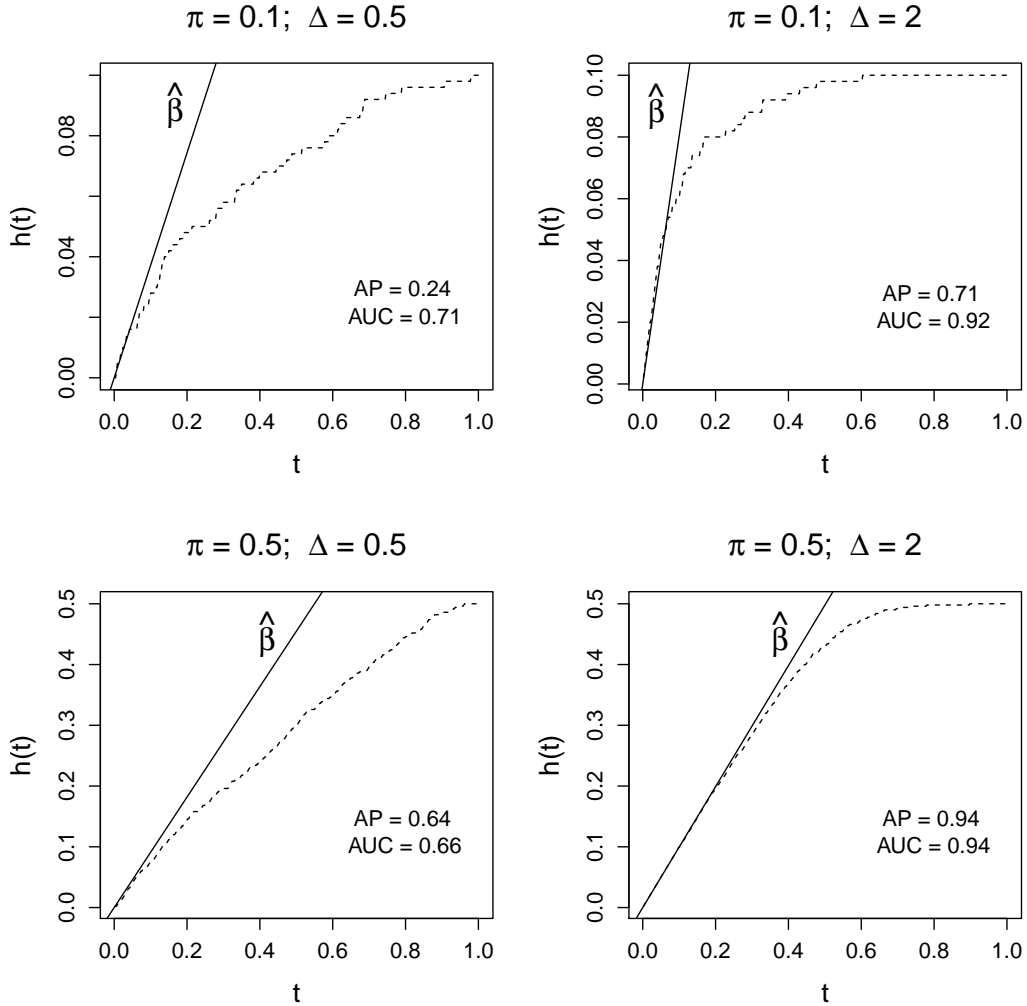 π = 0.1; Δ = 0.5
h(t)
0.00 0.04 0.08
β̂
AP = 0.24
AUC = 0.71
0.0 0.2 0.4 0.6 0.8 1.0
t
π = 0.1; Δ = 2
h(t)
0.00 0.02 0.04 0.06 0.08 0.10
β̂
AP = 0.71
AUC = 0.92
0.0 0.2 0.4 0.6 0.8 1.0
t
π = 0.5; Δ = 0.5
h(t)
0.0 0.1 0.2 0.3 0.4 0.5
β̂
AP = 0.64
AUC = 0.66
0.0 0.2 0.4 0.6 0.8 1.0
t
π = 0.5; Δ = 2
h(t)
0.0 0.1 0.2 0.3 0.4 0.5
β̂
AP = 0.94
AUC = 0.94
0.0 0.2 0.4 0.6 0.8 1.0
t